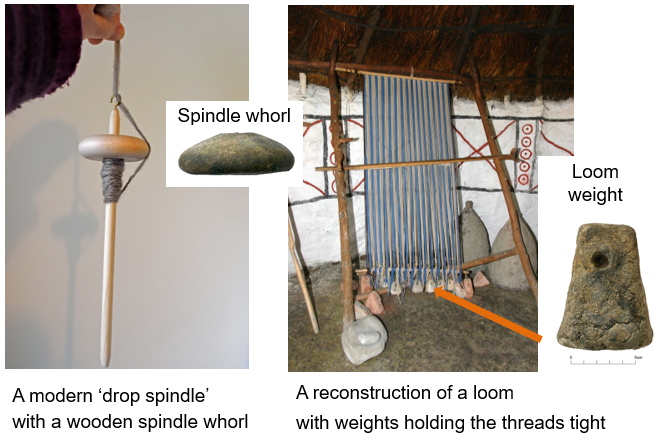 Spindle whorl
Loom
weight
A modern ‘drop spindle’
with a wooden spindle whorl
A reconstruction of a loom
with weights holding the threads tight